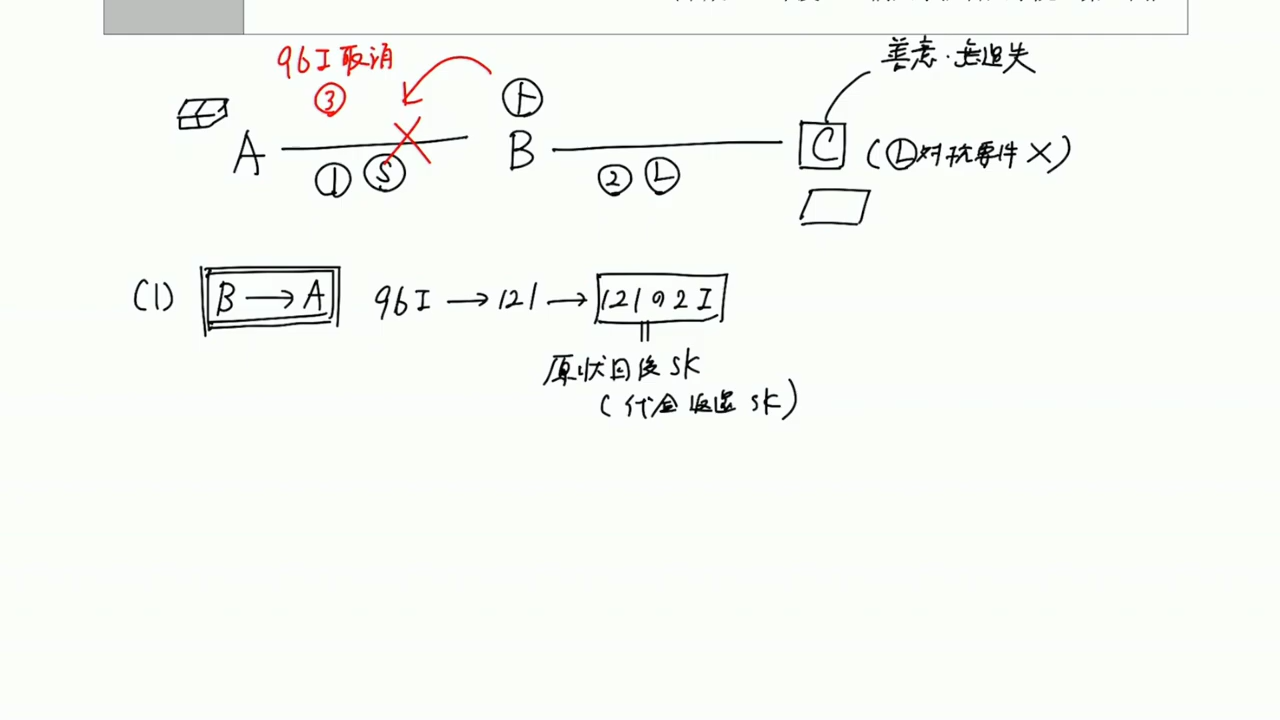 96I取消
③
善意・無過失
A
① Ⓢ
B
② Ⓛ
C
(Ⓛ対抗要件×)
(1) B→A 96I→121→121の2I
原状回復SK
(代金返還SK)